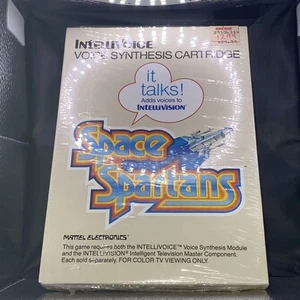 INTELLIVOICE
VOICE SYNTHESIS CARTRIDGE
it
talks!
Adds voices to
INTELLIVISION
Space
Spartans
MATTEL ELECTRONICS
This game requires both the INTELLIVOICE™ Voice Synthesis Module
and the INTELLIVISION® Intelligent Television Master Component.
Each sold separately. FOR COLOR TV VIEWING ONLY.